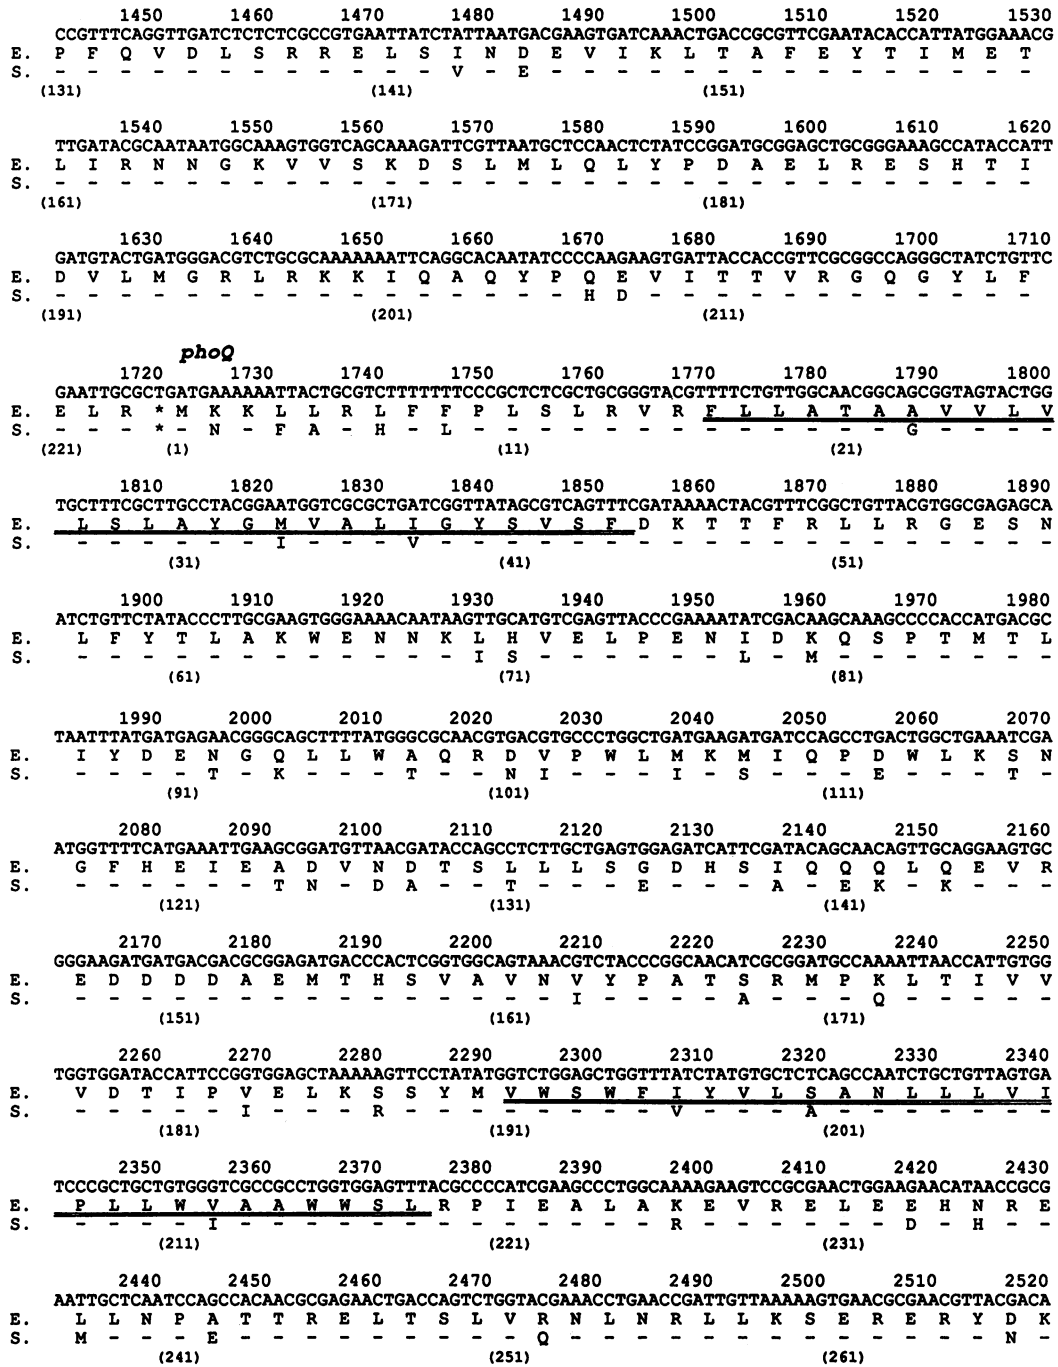 1450 1460 1470 1480 1490 1500 1510 1520 1530
CCGTTTCAGGTTGATCTCTCTCGCCGTGAATTATCTATTAATGACGAAGTGATCAAACTGACCGCGTTCGAATACACCATTATGGAAACG
E. P F Q V D L S R R E L S I N D E V I K L T A F E Y T I M E T
S. - - - - - - - - - - - - V - E - - - - - - - - - - - - - - -
(131) (141) (151)
1540 1550 1560 1570 1580 1590 1600 1610 1620
TTGATACGCAATAATGGCAAAGTGGTCAGCAAAGATTCGTTAATGCTCCAACTCTATCCGGATGCGGAGCTGCGGGAAAGCCATACCATT
E. L I R N N G K V V S K D S L M L Q L Y P D A E L R E S H T I
S. - - - - - - - - - - - - - - - - - - - - - - - - - - - - - -
(161) (171) (181)
1630 1640 1650 1660 1670 1680 1690 1700 1710
GATGTACTGATGGGACGTCTGCGCAAAAAAATTCAGGCACAATATCCCCAAGAAGTGATTACCACCGTTCGCGGCCAGGGCTATCTGTTC
E. D V L M G R L R K K I Q A Q Y P Q E V I T T V R G Q G Y L F
S. - - - - - - - - - - - - - - - - H D - - - - - - - - - - - -
(191) (201) (211)
phoQ
1720 1730 1740 1750 1760 1770 1780 1790 1800
GAATTGCGCTGATGAAAAAATTACTGCGTCTTTTTTTCCCGCTCTCGCTGCGGGTACGTTTTCTGTTGGCAACGGCAGCGGTAGTACTGG
E. E L R * M K K L L R L F F P L S L R V R F L L A T A A V V L V
S. - - - * - N - F A - H - L - - - - - - - - - - - - G - - - -
(221) (1) (11) (21)
1810 1820 1830 1840 1850 1860 1870 1880 1890
TGCTTTCGCTTGCCTACGGAATGGTCGCGCTGATCGGTTATAGCGTCAGTTTCGATAAAACTACGTTTCGGCTGTTACGTGGCGAGAGCA
E. L S L A Y G M V A L I G Y S V S F D K T T F R L L R G E S N
S. - - - - - - I - - - V - - - - - - - - - - - - - - - - - - -
(31) (41) (51)
1900 1910 1920 1930 1940 1950 1960 1970 1980
ATCTGTTCTATACCCTTGCGAAGTGGGAAAACAATAAGTTGCATGTCGAGTTACCCGAAAATATCGACAAGCAAAGCCCCACCATGACGC
E. L F Y T L A K W E N N K L H V E L P E N I D K Q S P T M T L
S. - - - - - - - - - - - - I S - - - - - - L - M - - - - - - -
(61) (71) (81)
1990 2000 2010 2020 2030 2040 2050 2060 2070
TAATTTATGATGAGAACGGGCAGCTTTTATGGGCGCAACGTGACGTGCCCTGGCTGATGAAGATGATCCAGCCTGACTGGCTGAAATCGA
E. I Y D E N G Q L L W A Q R D V P W L M K M I Q P D W L K S N
S. - - - - T - K - - - T - - N I - - - I - S - - - E - - - T -
(91) (101) (111)
2080 2090 2100 2110 2120 2130 2140 2150 2160
ATGGTTTTCATGAAATTGAAGCGGATGTTAACGATACCAGCCTCTTGCTGAGTGGAGATCATTCGATACAGCAACAGTTGCAGGAAGTGC
E. G F H E I E A D V N D T S L L L S G D H S I Q Q Q L Q E V R
S. - - - - - - T N - D A - - T - - - E - - - A - E K - K - - -
(121) (131) (141)
2170 2180 2190 2200 2210 2220 2230 2240 2250
GGGAAGATGATGACGACGCGGAGATGACCCACTCGGTGGCAGTAAACGTCTACCCGGCAACATCGCGGATGCCAAAATTAACCATTGTGG
E. E D D D D A E M T H S V A V N V Y P A T S R M P K L T I V V
S. - - - - - - - - - - - - - - - I - - - - A - - - Q - - - - -
(151) (161) (171)
2260 2270 2280 2290 2300 2310 2320 2330 2340
TGGTGGATACCATTCCGGTGGAGCTAAAAAGTTCCTATATGGTCTGGAGCTGGTTTATCTATGTGCTCTCAGCCAATCTGCTGTTAGTGA
E. V D T I P V E L K S S Y M V W S W F I Y V L S A N L L L V I
S. - - - - - I - - - R - - - - - - - - V - - - A - - - - - - -
(181) (191) (201)
2350 2360 2370 2380 2390 2400 2410 2420 2430
TCCCGCTGCTGTGGGTCGCCGCCTGGTGGAGTTTACGCCCCATCGAAGCCCTGGCAAAAGAAGTCCGCGAACTGGAAGAACATAACCGCG
E. P L L W V A A W W S L R P I E A L A K E V R E L E E H N R E
S. - - - - I - - - - - - - - - - - - - R - - - - - - D - H - -
(211) (221) (231)
2440 2450 2460 2470 2480 2490 2500 2510 2520
AATTGCTCAATCCAGCCACAACGCGAGAACTGACCAGTCTGGTACGAAACCTGAACCGATTGTTAAAAAGTGAACGCGAACGTTACGACA
E. L L N P A T T R E L T S L V R N L N R L L K S E R E R Y D K
S. M - - - - E - - - - - - - - Q - - - - - - - - - - - - - N -
(241) (251) (261)